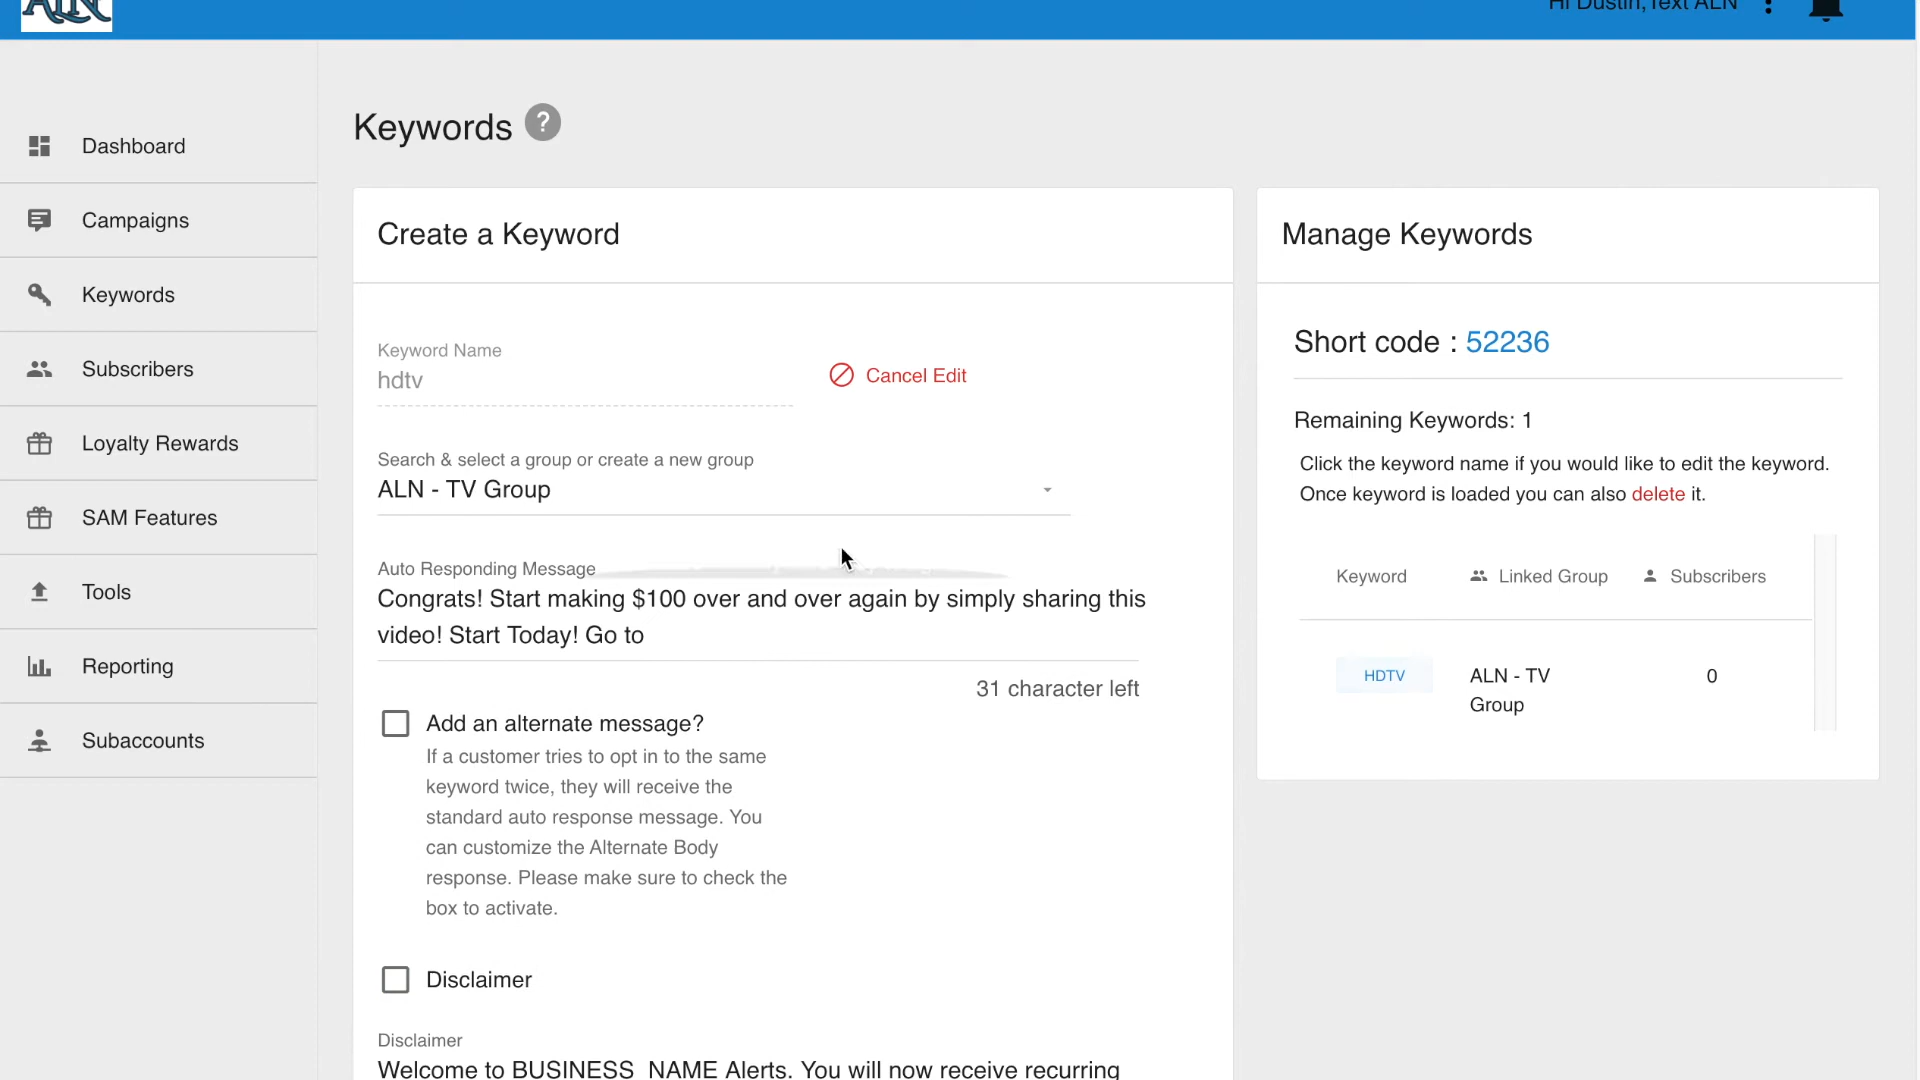 ALN
Hi Dustin, Text ALN
Dashboard
Campaigns
Keywords
Subscribers
Loyalty Rewards
SAM Features
Tools
Reporting
Subaccounts
Keywords ?
Create a Keyword
Keyword Name
hdtv
Cancel Edit
Search & select a group or create a new group
ALN - TV Group
Auto Responding Message
Congrats! Start making $100 over and over again by simply sharing this
video! Start Today! Go to
31 character left
Add an alternate message?
If a customer tries to opt in to the same
keyword twice, they will receive the
standard auto response message. You
can customize the Alternate Body
response. Please make sure to check the
box to activate.
Disclaimer
Disclaimer
Welcome to BUSINESS_NAME Alerts. You will now receive recurring
Manage Keywords
Short code : 52236
Remaining Keywords: 1
Click the keyword name if you would like to edit the keyword.
Once keyword is loaded you can also delete it.
Keyword Linked Group Subscribers
HDTV ALN - TV 0
Group